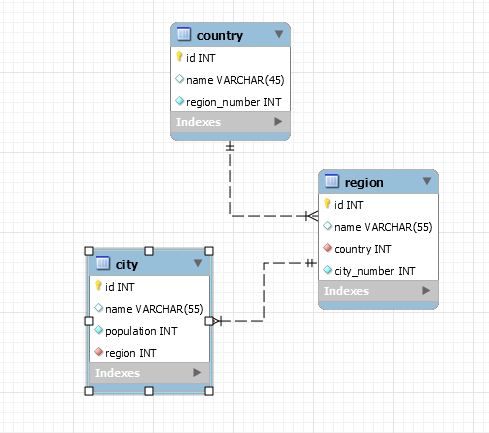 country
id INT
name VARCHAR(45)
region_number INT
Indexes
region
id INT
name VARCHAR(55)
country INT
city_number INT
Indexes
city
id INT
name VARCHAR(55)
population INT
region INT
Indexes